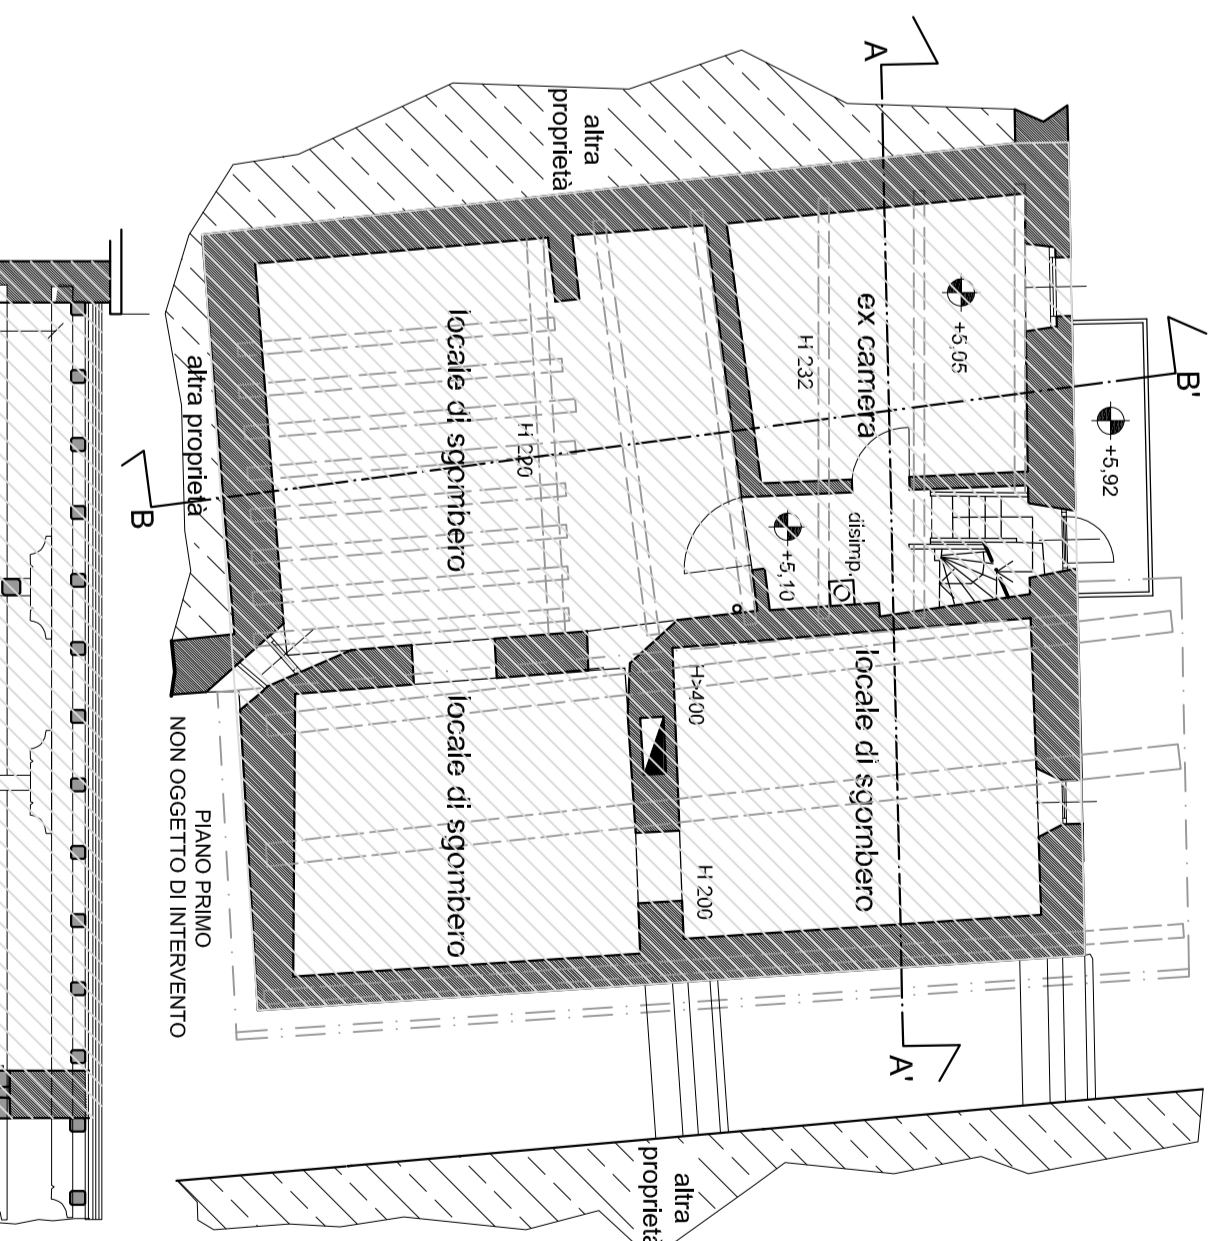 A
altra
proprietà
B'
+5,92
+5,05
ex camera
H 232
locale di sgombero
H 220
altra proprietà
B
disimp.
+5,10
locale di sgombero
H>400
H 200
locale di sgombero
A'
PIANO PRIMO
NON OGGETTO DI INTERVENTO
altra
proprietà